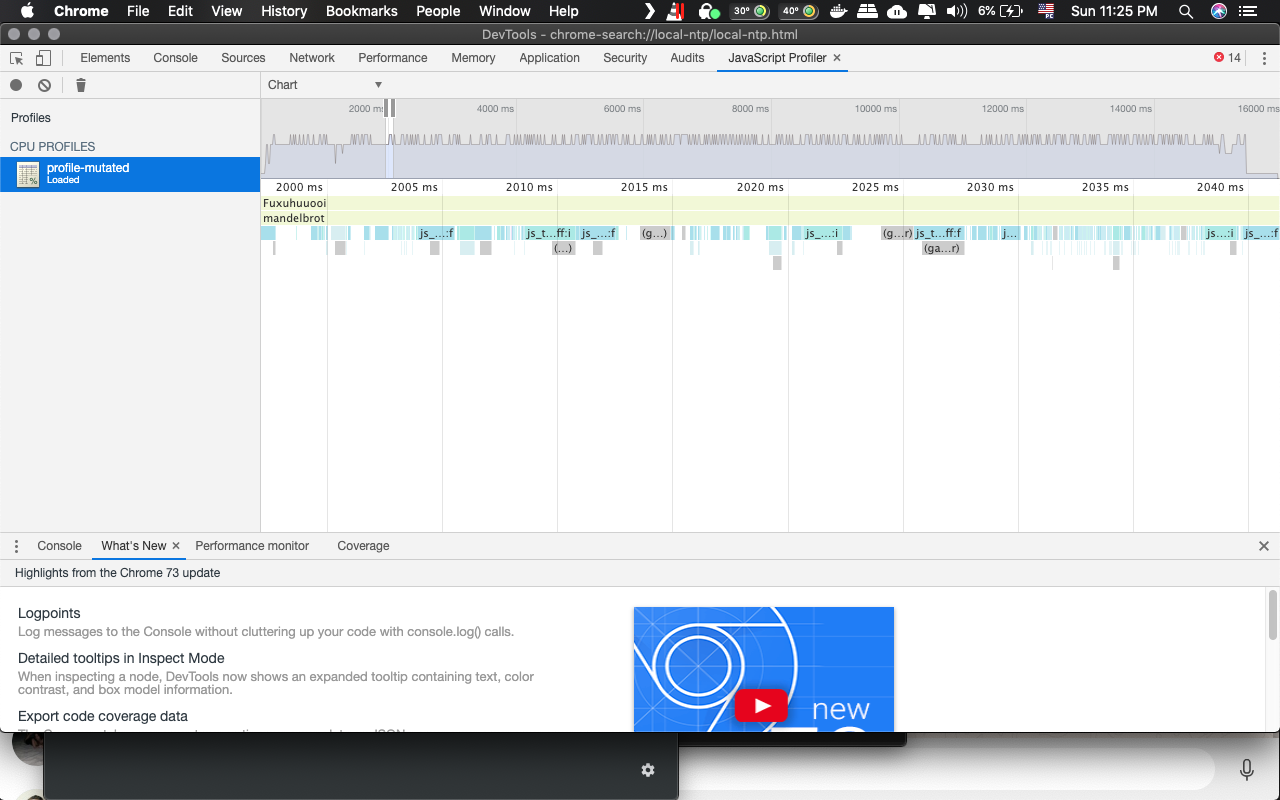 Chrome File Edit View History Bookmarks People Window Help 30° 40° 6% Sun 11:25 PM
DevTools - chrome-search://local-ntp/local-ntp.html
Elements Console Sources Network Performance Memory Application Security Audits JavaScript Profiler 14
Chart
2000 ms 4000 ms 6000 ms 8000 ms 10000 ms 12000 ms 14000 ms 16000 ms
Profiles
CPU PROFILES
profile-mutated
Loaded
2000 ms 2005 ms 2010 ms 2015 ms 2020 ms 2025 ms 2030 ms 2035 ms 2040 ms
Fuxuhuuooi
mandelbrot
js_…:f js_t…ff:i js_…:f (g…) js_…:i (g…r) js_t…ff:f j… js…:i js_…:f
(…) (ga…r)
Console What's New Performance monitor Coverage
Highlights from the Chrome 73 update
Logpoints
Log messages to the Console without cluttering up your code with console.log() calls.
Detailed tooltips in Inspect Mode
When inspecting a node, DevTools now shows an expanded tooltip containing text, color
contrast, and box model information.
Export code coverage data
new